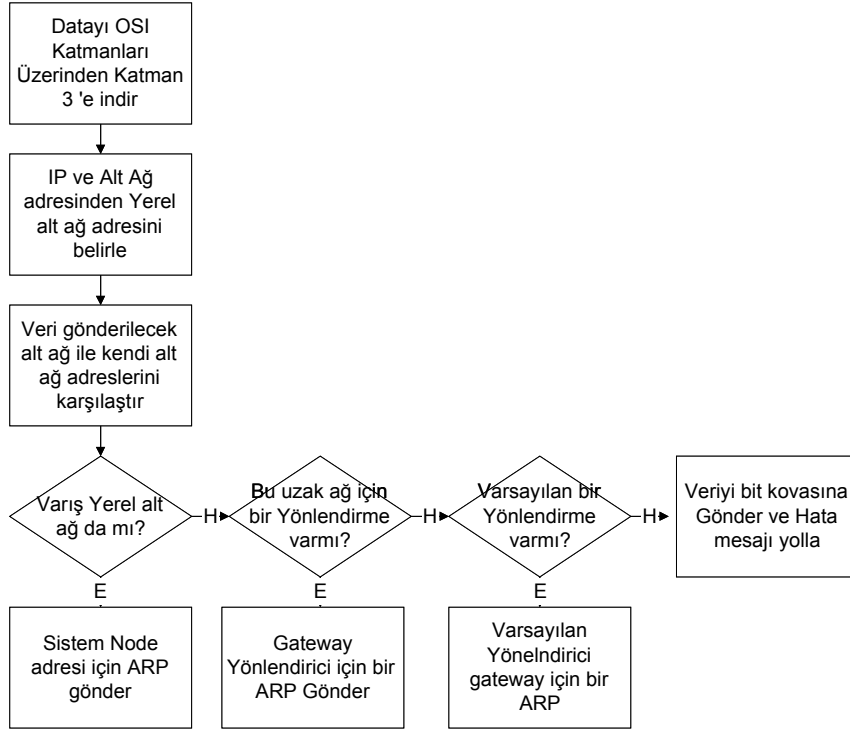 Datayı OSI
Katmanları
Üzerinden Katman
3 'e indir
IP ve Alt Ağ
adresinden Yerel
alt ağ adresini
belirle
Veri gönderilecek
alt ağ ile kendi alt
ağ adreslerini
karşılaştır
Varış Yerel alt
ağ da mı?
H
Bu uzak ağ için
bir Yönlendirme
varmı?
H
Varsayılan bir
Yönlendirme
varmı?
H
Veriyi bit kovasına
Gönder ve Hata
mesajı yolla
E
E
E
Sistem Node
adresi için ARP
gönder
Gateway
Yönlendirici için bir
ARP Gönder
Varsayılan
Yönelndirici
gateway için bir
ARP